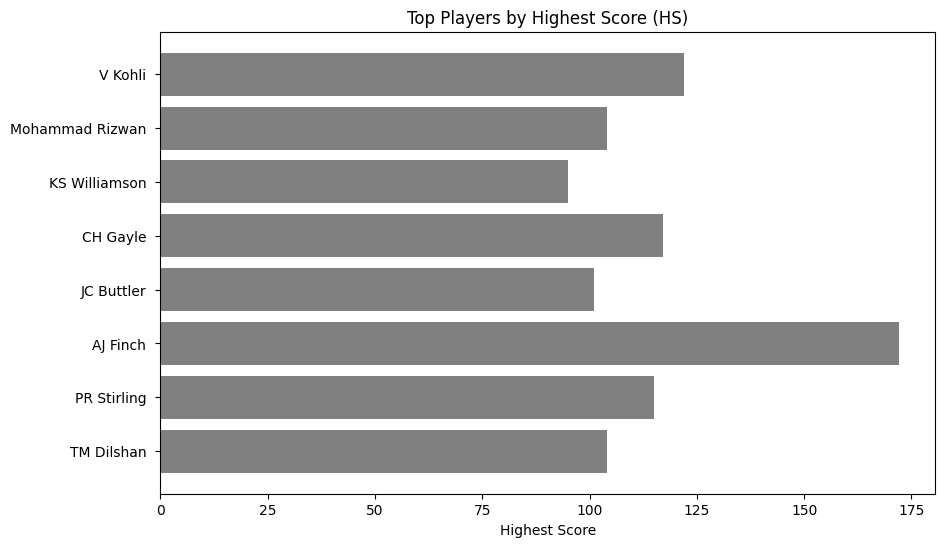 Top Players by Highest Score (HS)
V Kohli
Mohammad Rizwan
KS Williamson
CH Gayle
JC Buttler
AJ Finch
PR Stirling
TM Dilshan
0 25 50 75 100 125 150 175
Highest Score